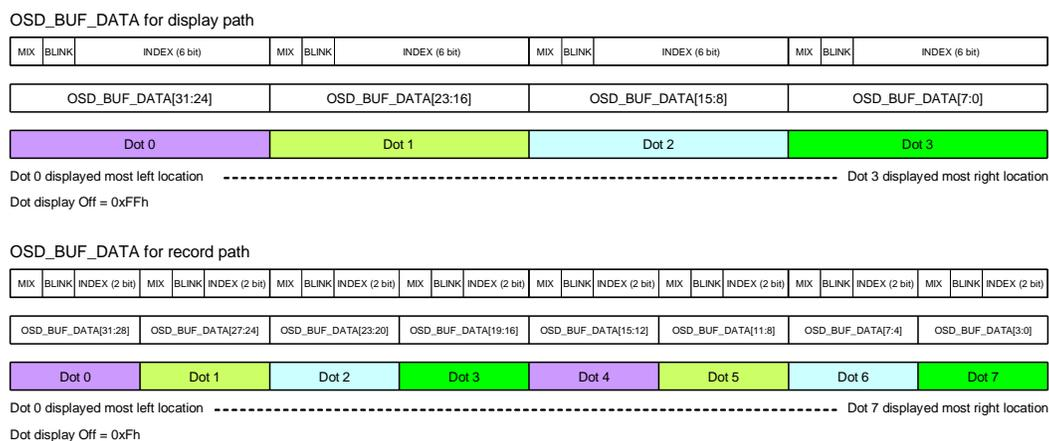 OSD_BUF_DATA for display path
MIX BLINK INDEX (6 bit) MIX BLINK INDEX (6 bit) MIX BLINK INDEX (6 bit) MIX BLINK INDEX (6 bit)
OSD_BUF_DATA[31:24] OSD_BUF_DATA[23:16] OSD_BUF_DATA[15:8] OSD_BUF_DATA[7:0]
Dot 0 Dot 1 Dot 2 Dot 3
Dot 0 displayed most left location Dot 3 displayed most right location
Dot display Off = 0xFFh
OSD_BUF_DATA for record path
MIX BLINK INDEX (2 bit) MIX BLINK INDEX (2 bit) MIX BLINK INDEX (2 bit) MIX BLINK INDEX (2 bit) MIX BLINK INDEX (2 bit) MIX BLINK INDEX (2 bit) MIX BLINK INDEX (2 bit) MIX BLINK INDEX (2 bit)
OSD_BUF_DATA[31:28] OSD_BUF_DATA[27:24] OSD_BUF_DATA[23:20] OSD_BUF_DATA[19:16] OSD_BUF_DATA[15:12] OSD_BUF_DATA[11:8] OSD_BUF_DATA[7:4] OSD_BUF_DATA[3:0]
Dot 0 Dot 1 Dot 2 Dot 3 Dot 4 Dot 5 Dot 6 Dot 7
Dot 0 displayed most left location Dot 7 displayed most right location
Dot display Off = 0xFh